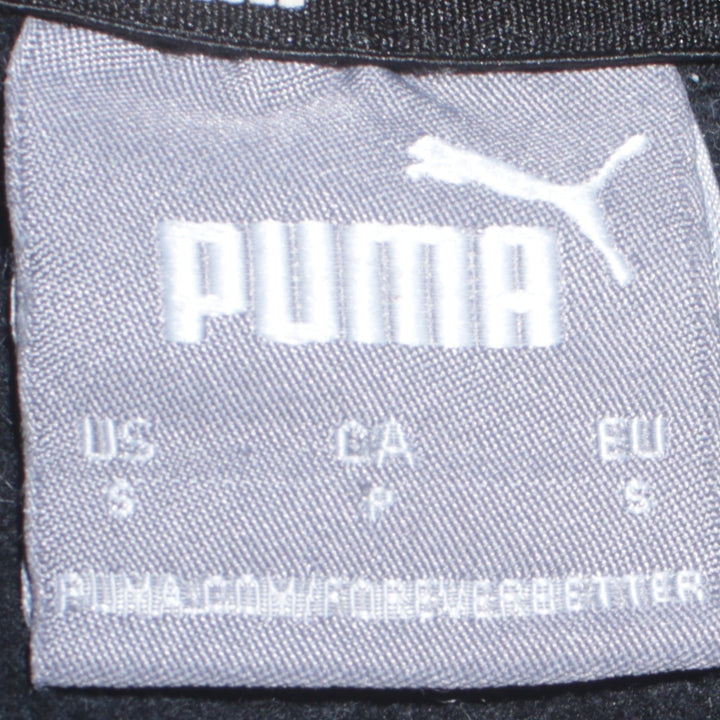 PUMA
US CA EU
S P S
PUMA.COM/FOREVERBETTER